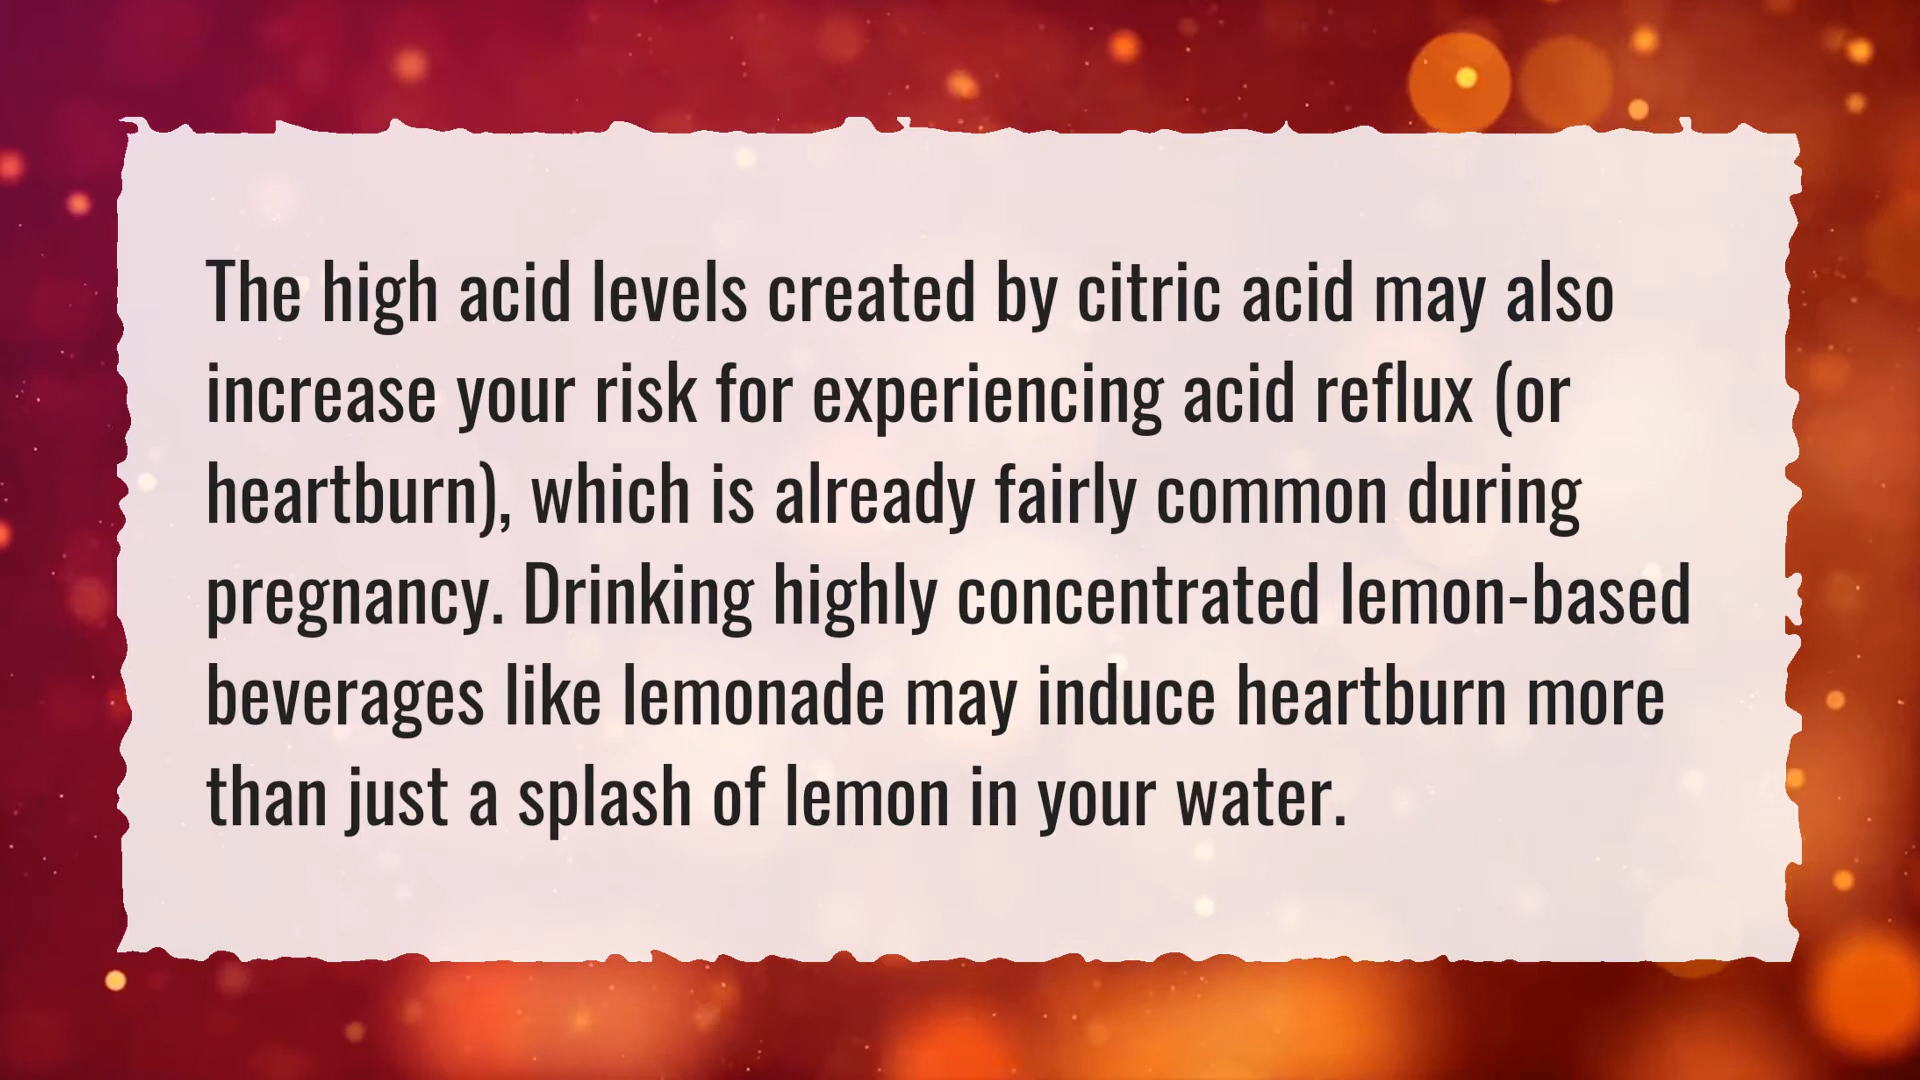 The high acid levels created by citric acid may also
increase your risk for experiencing acid reflux (or
heartburn), which is already fairly common during
pregnancy. Drinking highly concentrated lemon-based
beverages like lemonade may induce heartburn more
than just a splash of lemon in your water.